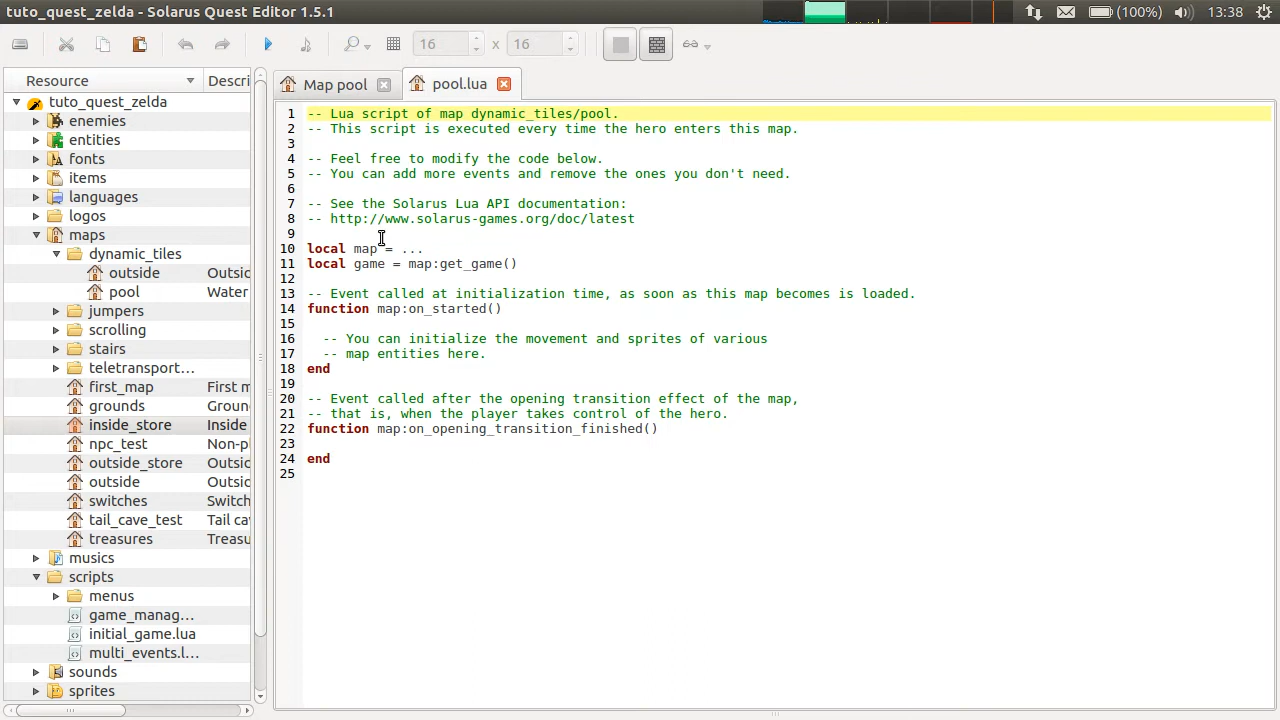 tuto_quest_zelda - Solarus Quest Editor 1.5.1
(100%)
13:38
16
x
16
Resource
Descri
tuto_quest_zelda
enemies
entities
fonts
items
languages
logos
maps
dynamic_tiles
outside
Outsid
pool
Water
jumpers
scrolling
stairs
teletransport...
first_map
First m
grounds
Groun
inside_store
Inside
npc_test
Non-pl
outside_store
Outsid
outside
Outsid
switches
Switch
tail_cave_test
Tail cav
treasures
Treasu
musics
scripts
menus
game_manag...
initial_game.lua
multi_events.l...
sounds
sprites
Map pool
pool.lua
1 -- Lua script of map dynamic_tiles/pool.
2 -- This script is executed every time the hero enters this map.
3
4 -- Feel free to modify the code below.
5 -- You can add more events and remove the ones you don't need.
6
7 -- See the Solarus Lua API documentation:
8 -- http://www.solarus-games.org/doc/latest
9
10 local map = ...
11 local game = map:get_game()
12
13 -- Event called at initialization time, as soon as this map becomes is loaded.
14 function map:on_started()
15
16 -- You can initialize the movement and sprites of various
17 -- map entities here.
18 end
19
20 -- Event called after the opening transition effect of the map,
21 -- that is, when the player takes control of the hero.
22 function map:on_opening_transition_finished()
23
24 end
25